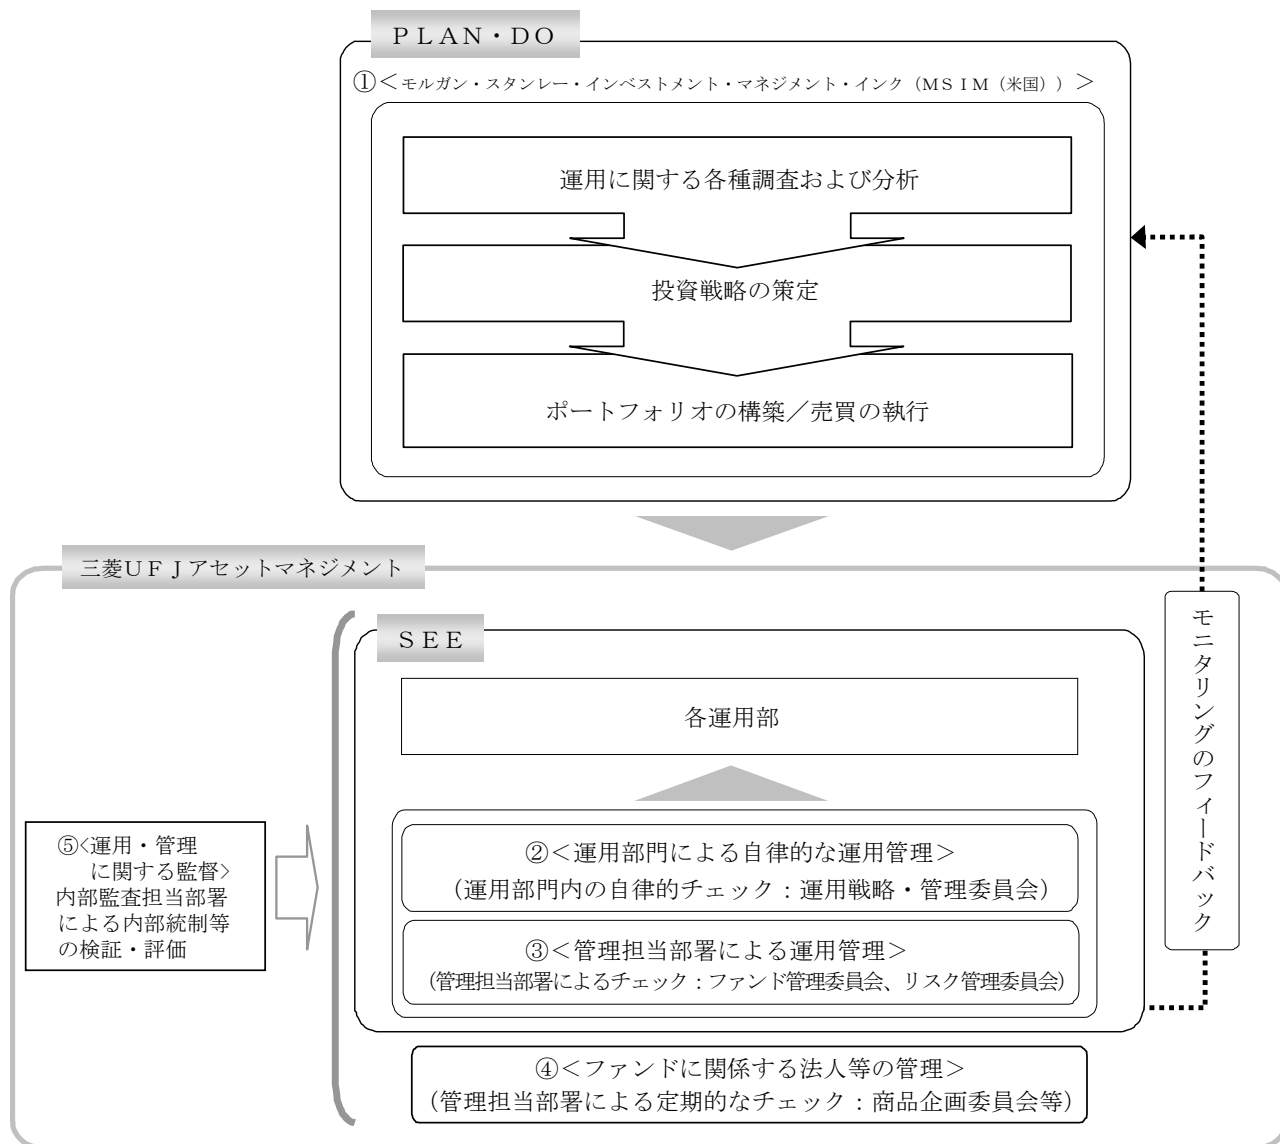 ＰＬＡＮ・ＤＯ
①＜モルガン・スタンレー・インベストメント・マネジメント・インク（ＭＳＩＭ（米国））＞
運用に関する各種調査および分析
投資戦略の策定
ポートフォリオの構築／売買の執行
三菱ＵＦＪアセットマネジメント
ＳＥＥ
各運用部
②＜運用部門による自律的な運用管理＞
（運用部門内の自律的チェック：運用戦略・管理委員会）
③＜管理担当部署による運用管理＞
（管理担当部署によるチェック：ファンド管理委員会、リスク管理委員会）
④＜ファンドに関係する法人等の管理＞
（管理担当部署による定期的なチェック：商品企画委員会等）
⑤<運用・管理
に関する監督>
内部監査担当部署
による内部統制等
の検証・評価
モニタリングのフィードバック